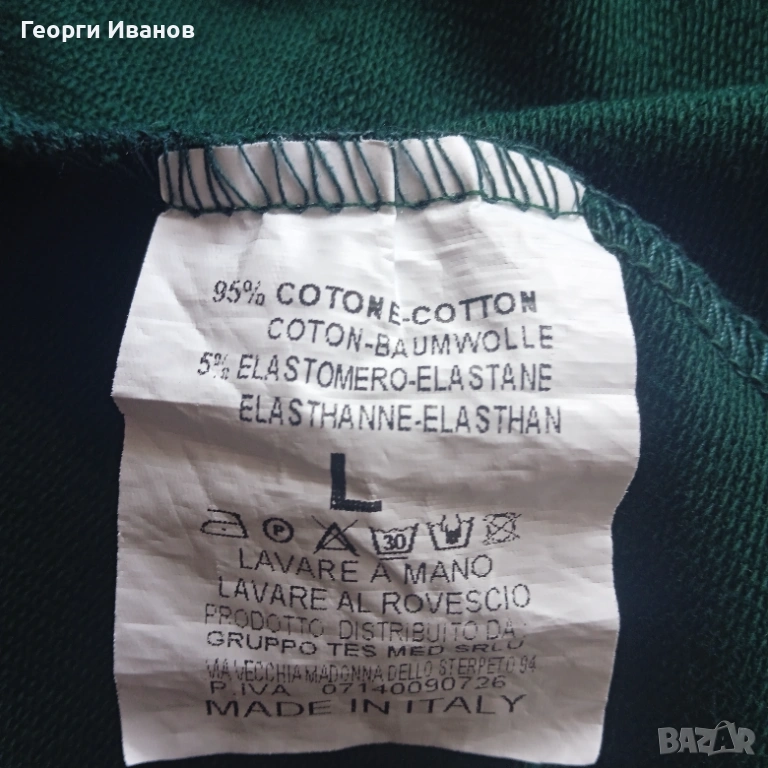 Георги Иванов
95% COTONE-COTTON
COTON-BAUMWOLLE
5% ELASTOMERO-ELASTANE
ELASTHANNE-ELASTHAN
L
P 30
LAVARE A MANO
LAVARE AL ROVESCIO
PRODOTTO DISTRIBUITO DA:
GRUPPO TES MED SRLU
VIA VECCHIA MADONNA DELLO STERPETO 94
P.IVA 07140090726
MADE IN ITALY
BAZAR